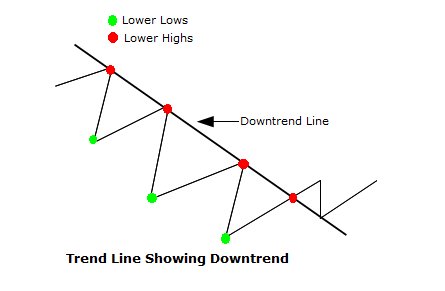 Lower Lows
Lower Highs
Downtrend Line
Trend Line Showing Downtrend